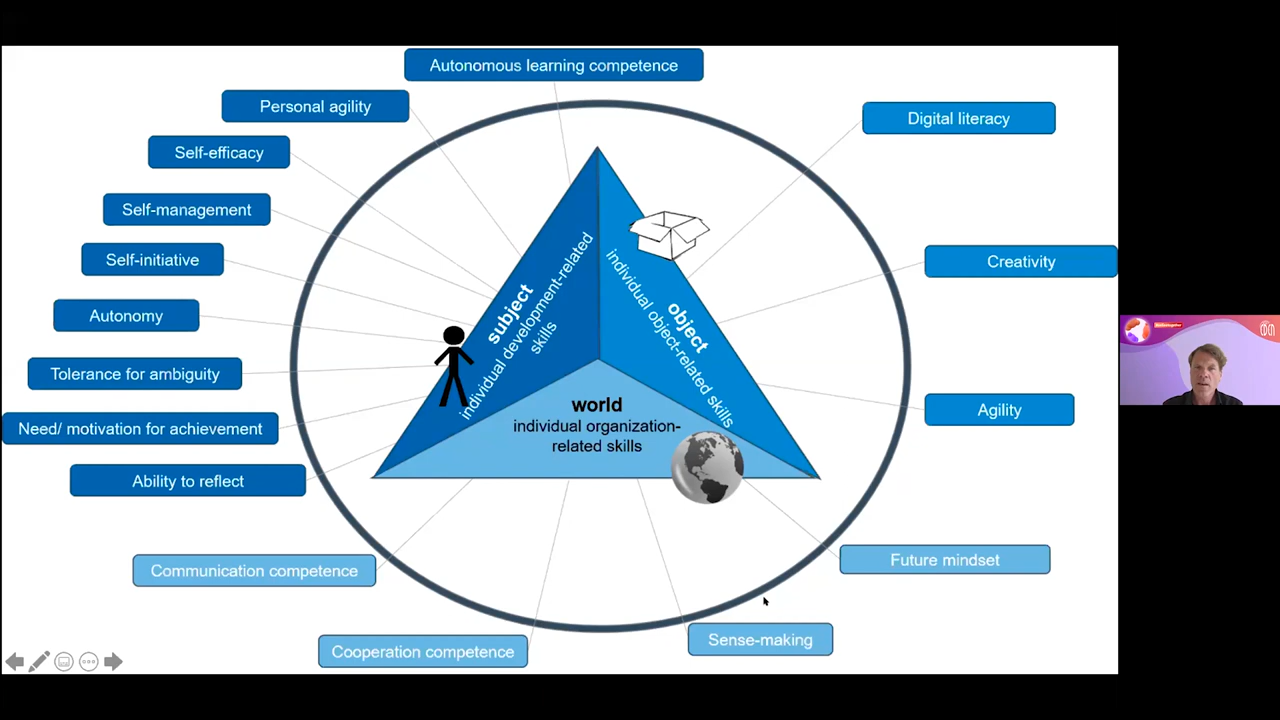 Autonomous learning competence
Personal agility
Digital literacy
Self-efficacy
Self-management
Self-initiative
Creativity
Autonomy
subject
individual development-related
skills
object
individual object-related skills
Tolerance for ambiguity
Need/ motivation for achievement
world
individual organization-
related skills
Agility
Ability to reflect
Communication competence
Future mindset
Cooperation competence
Sense-making